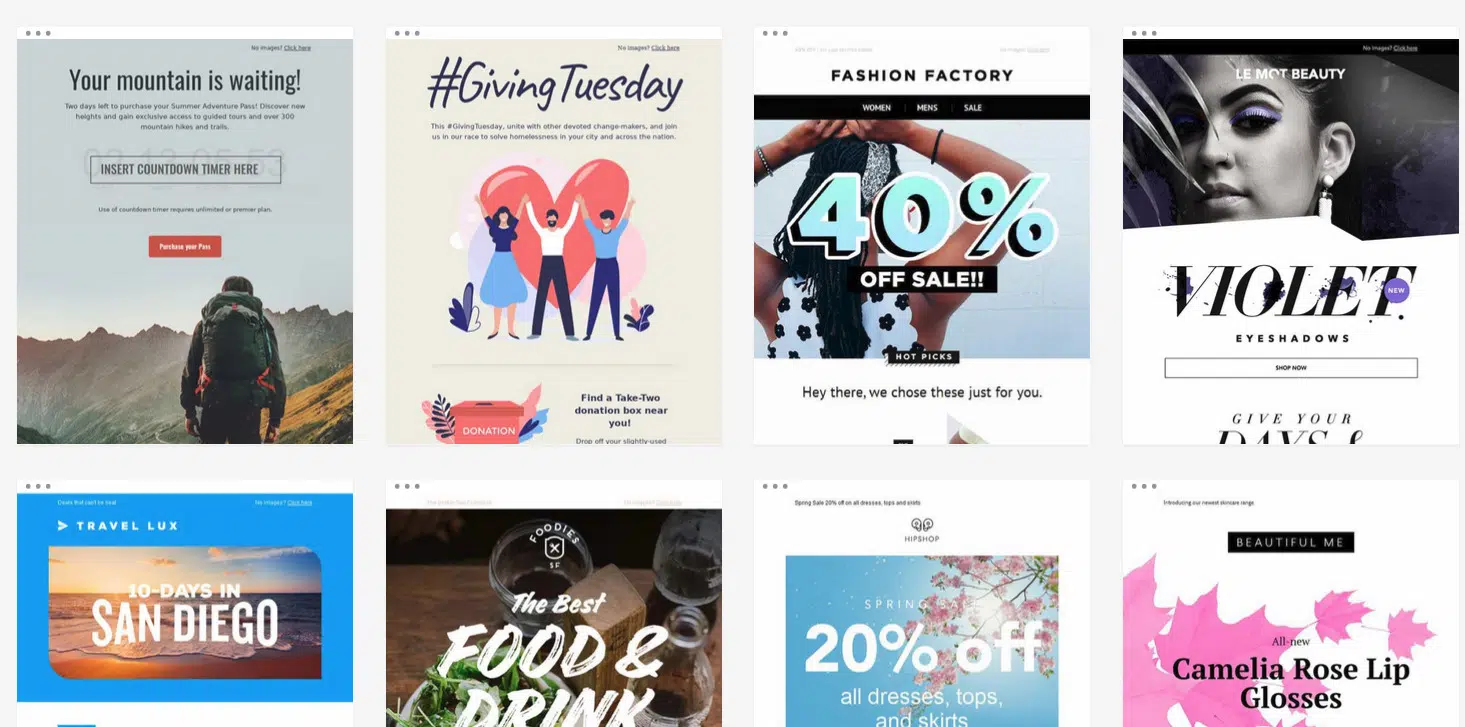 No images? Click here
Your mountain is waiting!
Two days left to purchase your Summer Adventure Pass! Discover new
heights and gain exclusive access to guided tours and over 300
mountain hikes and trails.
INSERT COUNTDOWN TIMER HERE
Use of countdown timer requires unlimited or premier plan.
Purchase your Pass
No images? Click here
#GivingTuesday
This #GivingTuesday, unite with other devoted change-makers, and join
us in our race to solve homelessness in your city and across the nation.
DONATION
Find a Take-Two
donation box near
you!
Drop off your slightly-used
No images? Click here
FASHION FACTORY
WOMEN
MENS
SALE
40%
OFF SALE!!
HOT PICKS
Hey there, we chose these just for you.
No images? Click here
LE MOT BEAUTY
VIOLET.
NEW
EYESHADOWS
SHOP NOW
GIVE YOUR
DAYS &
Deals that can't be beat
No images? Click here
TRAVEL LUX
10-DAYS IN
SAN DIEGO
No images? Click here
FOODIES
SF
The Best
FOOD &
DRINK
Spring Sale 20% off on all dresses, tops and skirts
HIPSHOP
SPRING SALE
20% off
all dresses, tops,
and skirts
Introducing our newest skincare range
BEAUTIFUL ME
All-new
Camelia Rose Lip
Glosses